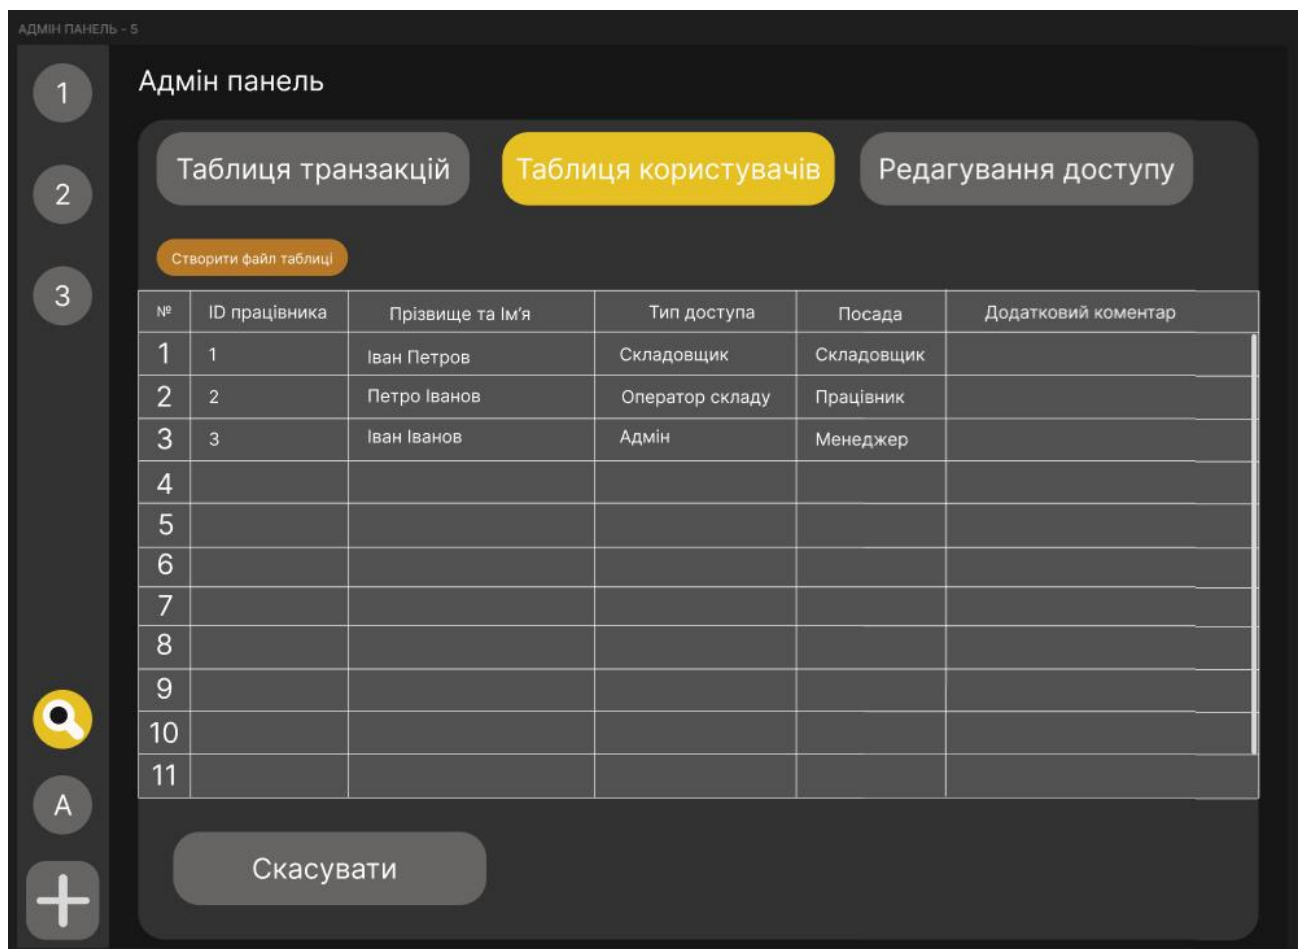 АДМІН ПАНЕЛЬ - 5
1
2
3
A
Адмін панель
Таблиця транзакцій Таблиця користувачів Редагування доступу
Створити файл таблиці
№ ID працівника Прізвище та Ім'я Тип доступа Посада Додатковий коментар
1 1 Іван Петров Складовщик Складовщик
2 2 Петро Іванов Оператор складу Працівник
3 3 Іван Іванов Адмін Менеджер
4
5
6
7
8
9
10
11
Скасувати